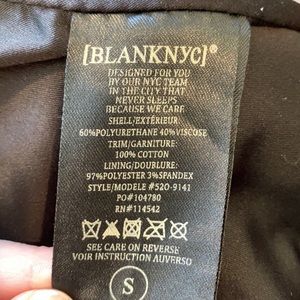 [BLANKNYC]®
DESIGNED FOR YOU
BY OUR NYC TEAM
IN THE CITY THAT
NEVER SLEEPS
BECAUSE WE CARE
SHELL/EXTÉRIEUR:
60%POLYURETHANE 40%VISCOSE
TRIM/GARNITURE:
100% COTTON
LINING/DOUBLURE:
97%POLYESTER 3%SPANDEX
STYLE/MODELE #52O-9141
PO#104780
RN#114542
SEE CARE ON REVERSE
VOIR INSTRUCTION AUVERSO
S